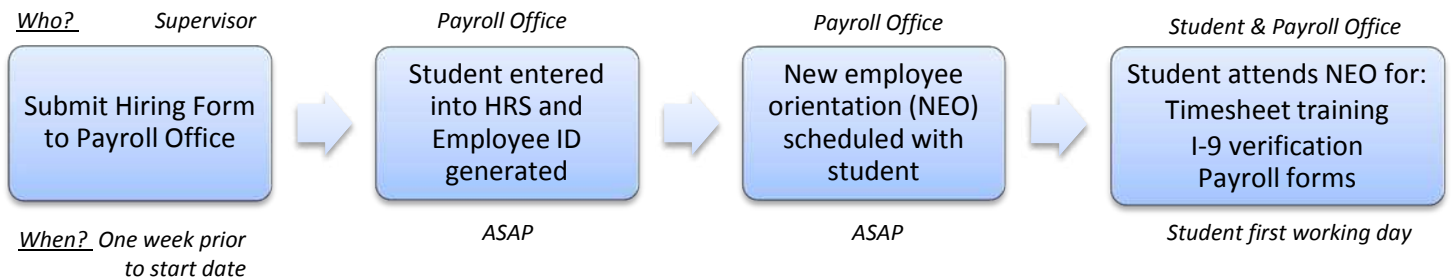 Who? Supervisor
Payroll Office
Payroll Office
Student & Payroll Office
Submit Hiring Form
to Payroll Office
Student entered
into HRS and
Employee ID
generated
New employee
orientation (NEO)
scheduled with
student
Student attends NEO for:
Timesheet training
I-9 verification
Payroll forms
When? One week prior
to start date
ASAP
ASAP
Student first working day